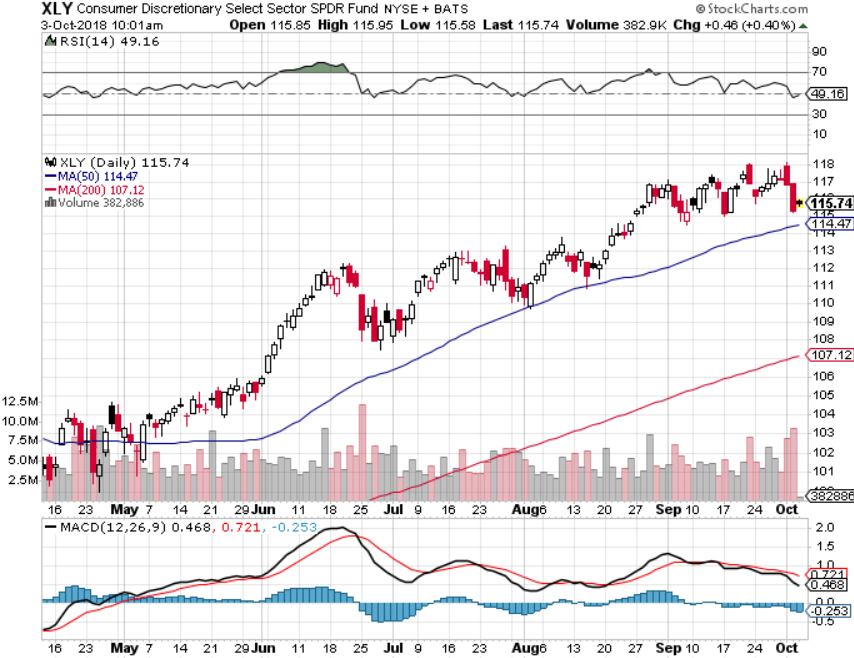 XLY Consumer Discretionary Select Sector SPDR Fund NYSE + BATS © StockCharts.com
3-Oct-2018 10:01am Open 115.85 High 115.95 Low 115.58 Last 115.74 Volume 382.9K Chg +0.46 (+0.40%)
RSI(14) 49.16
90
70
49.16
30
10
XLY (Daily) 115.74
MA(50) 114.47
MA(200) 107.12
Volume 382,886
118
117
115.74
115
114.47
114
113
112
111
110
109
108
107.12
106
105
104
103
102
101
382886
12.5M
10.0M
7.5M
5.0M
2.5M
16 23 May 7 14 21 29 Jun 11 18 25 Jul 9 16 23 Aug 6 13 20 27 Sep 10 17 24 Oct
MACD(12,26,9) 0.468, 0.721, -0.253
2.0
1.5
1.0
0.721
0.468
0.0
-0.253
-0.5
16 23 May 7 14 21 29 Jun 11 18 25 Jul 9 16 23 Aug 6 13 20 27 Sep 10 17 24 Oct